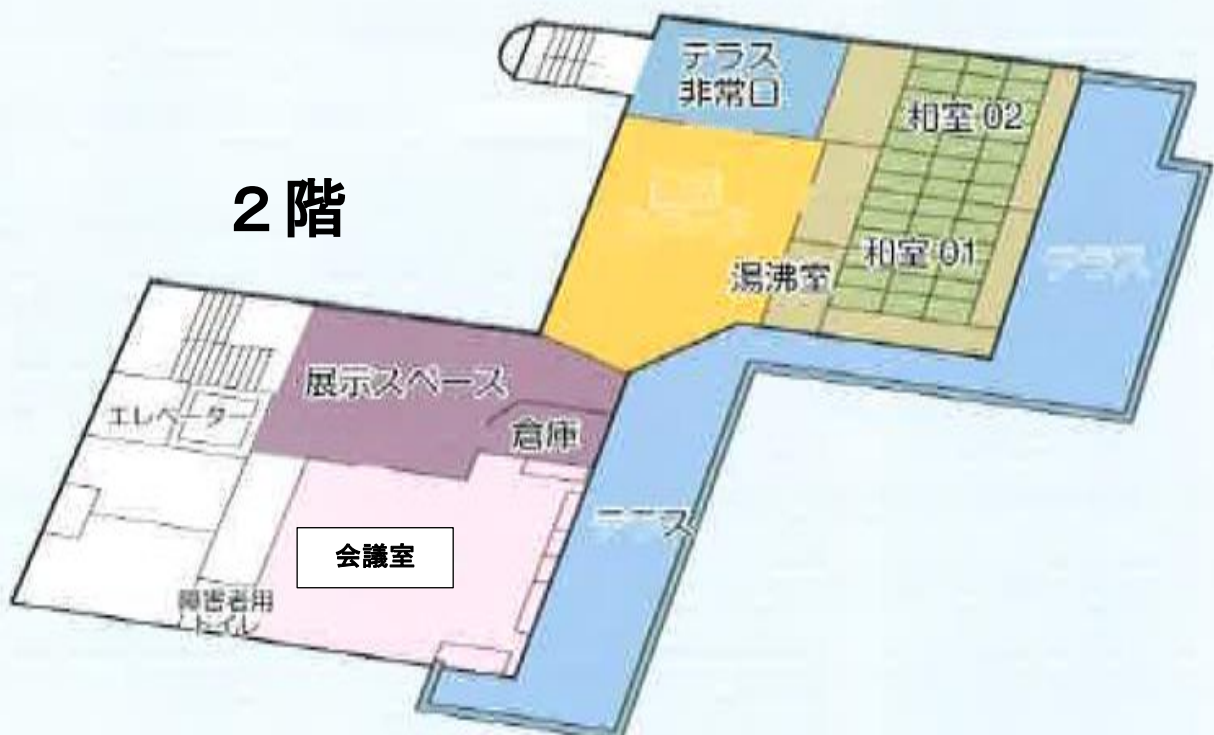 テラス
非常口
和室 02
2階
和室 01
湯沸室
テラス
展示スペース
エレベーター
倉庫
テラス
会議室
障害者用
トイレ